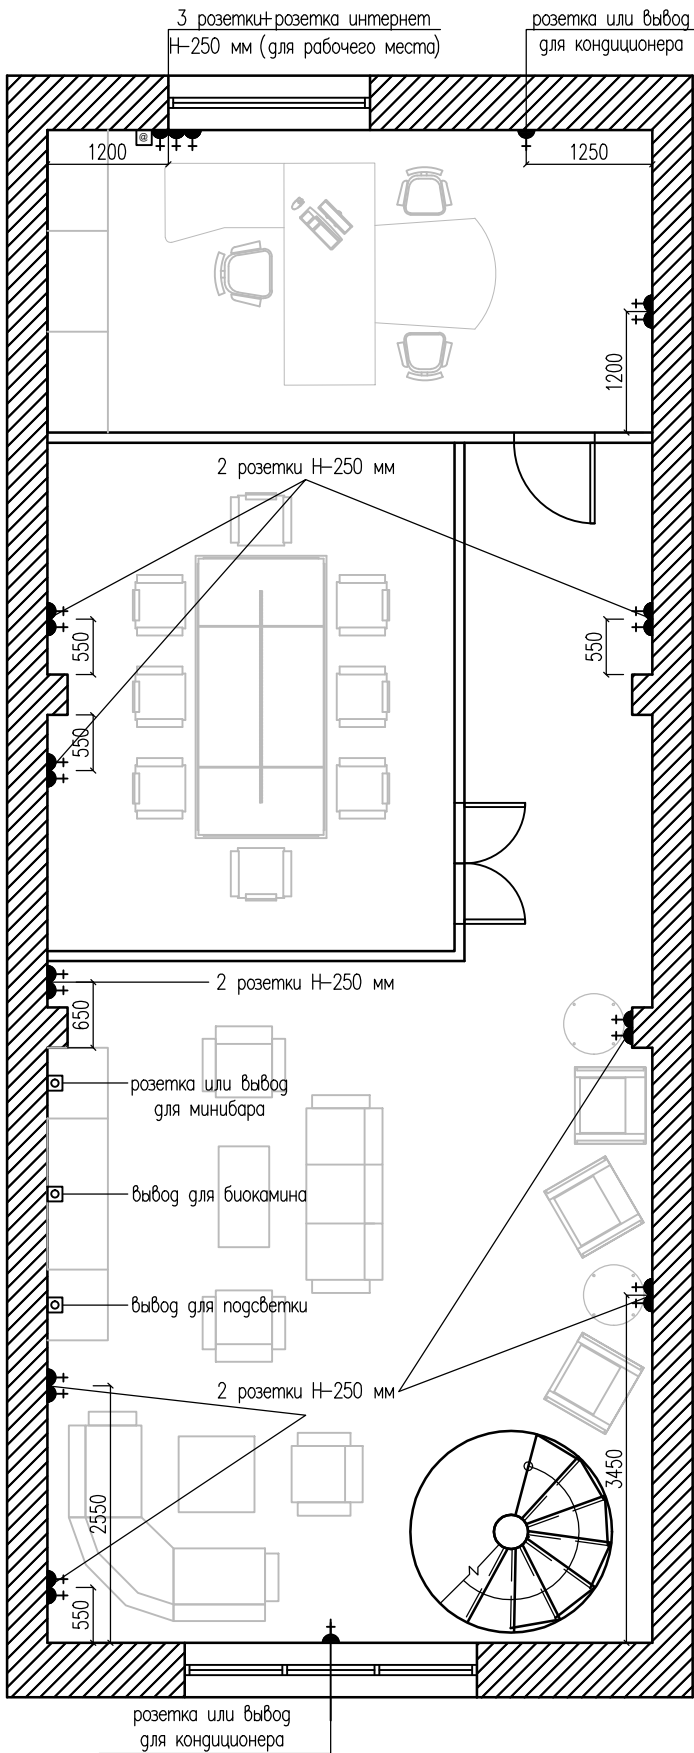 3 розетки+розетка интернет
H-250 мм (для рабочего места)
розетка или вывод
для кондиционера
@
1200
1250
1200
2 розетки H-250 мм
550
550
550
2 розетки H-250 мм
650
розетка или вывод
для минибара
вывод для биокамина
вывод для подсветки
2 розетки H-250 мм
3450
2550
550
розетка или вывод
для кондиционера